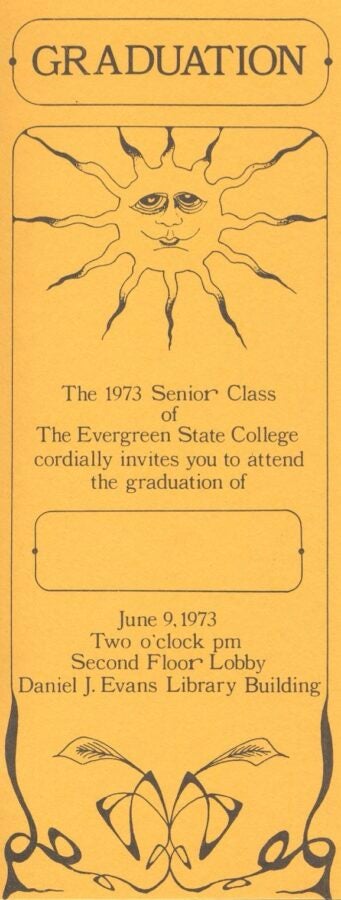 GRADUATION
The 1973 Senior Class
of
The Evergreen State College
cordially invites you to attend
the graduation of
June 9, 1973
Two o'clock pm
Second Floor Lobby
Daniel J. Evans Library Building